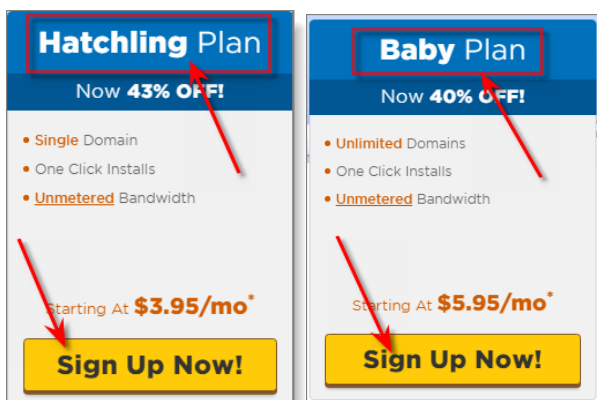 Hatchling Plan
Now 43% OFF!
• Single Domain
• One Click Installs
• Unmetered Bandwidth
Starting At $3.95/mo*
Sign Up Now!
Baby Plan
Now 40% OFF!
• Unlimited Domains
• One Click Installs
• Unmetered Bandwidth
Starting At $5.95/mo*
Sign Up Now!